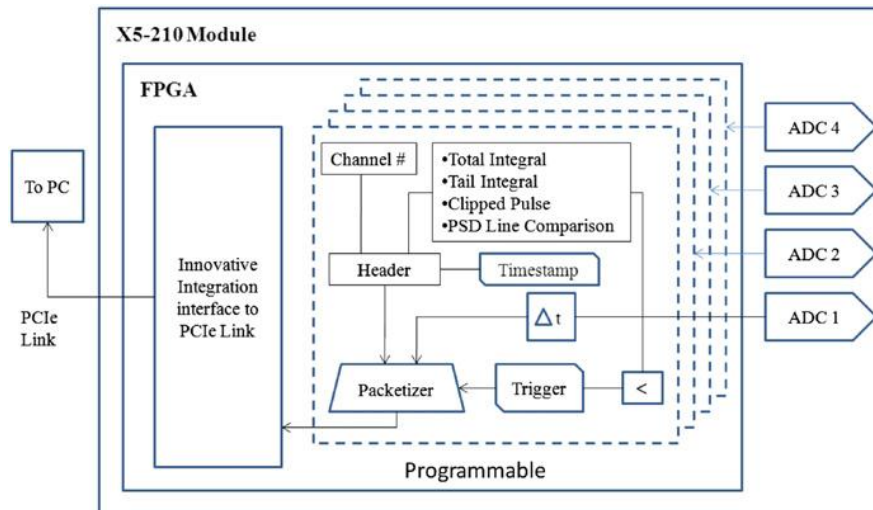 X5-210 Module
FPGA
To PC
PCIe
Link
Innovative
Integration
interface to
PCIe Link
Channel #
•Total Integral
•Tail Integral
•Clipped Pulse
•PSD Line Comparison
Header
Timestamp
Δ t
Packetizer
Trigger
<
Programmable
ADC 4
ADC 3
ADC 2
ADC 1